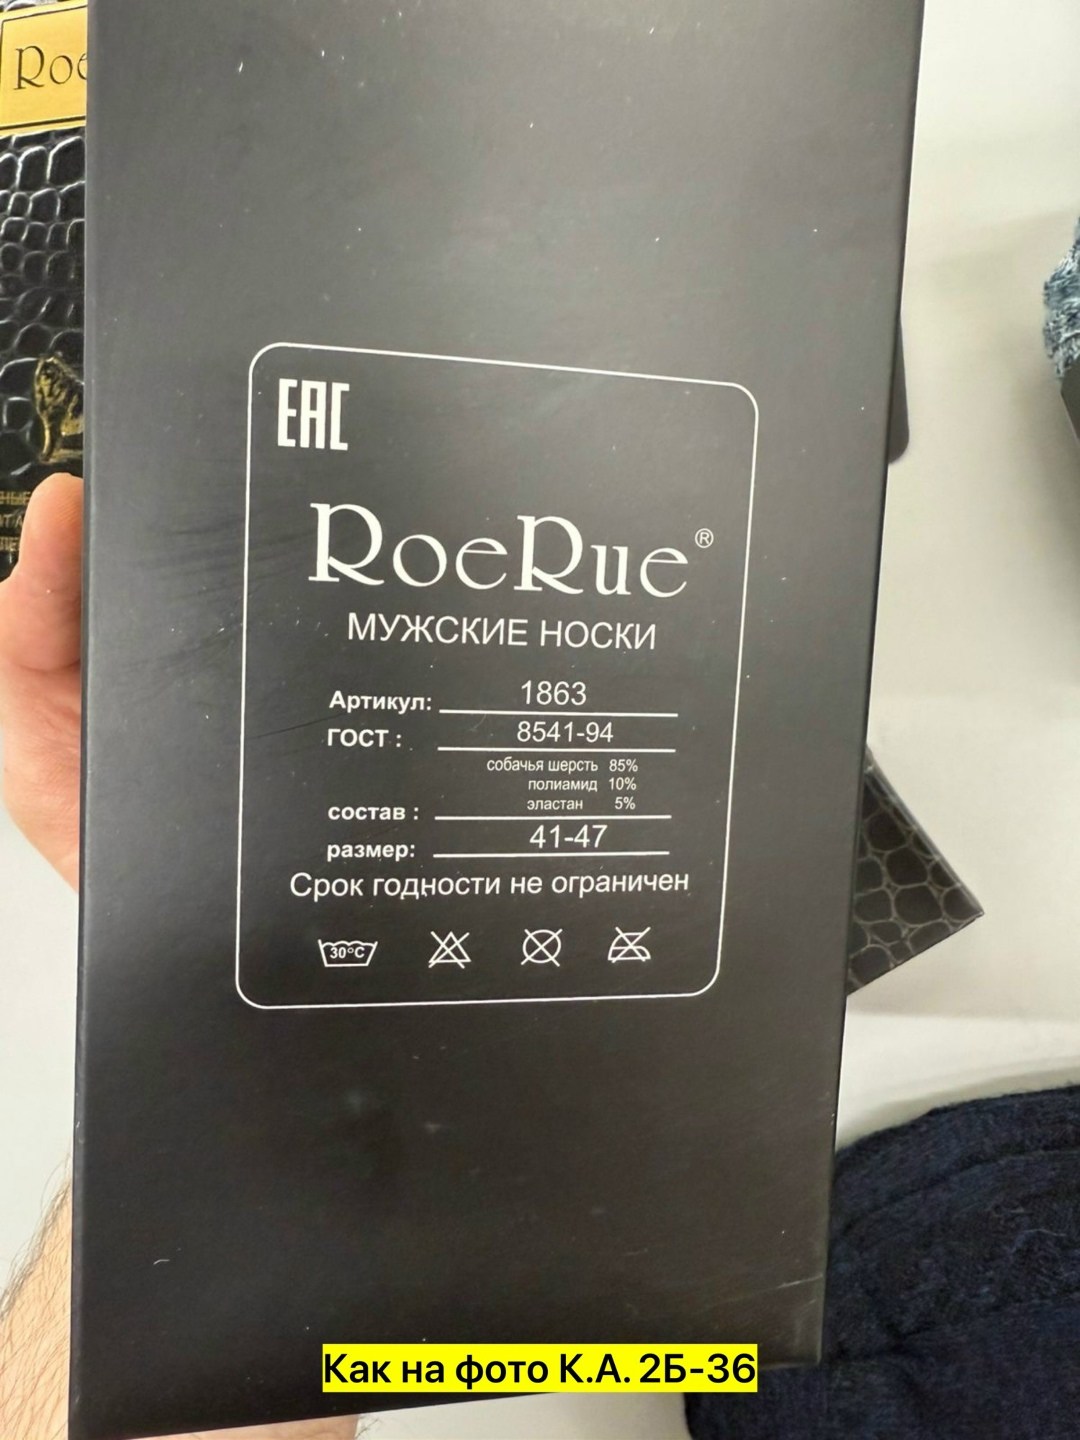 Roe
EAC
RoeRue®
МУЖСКИЕ НОСКИ
Артикул: 1863
ГОСТ : 8541-94
собачья шерсть 85%
полиамид 10%
эластан 5%
состав :
размер: 41-47
Срок годности не ограничен
30°C
Как на фото К.А. 2Б-36